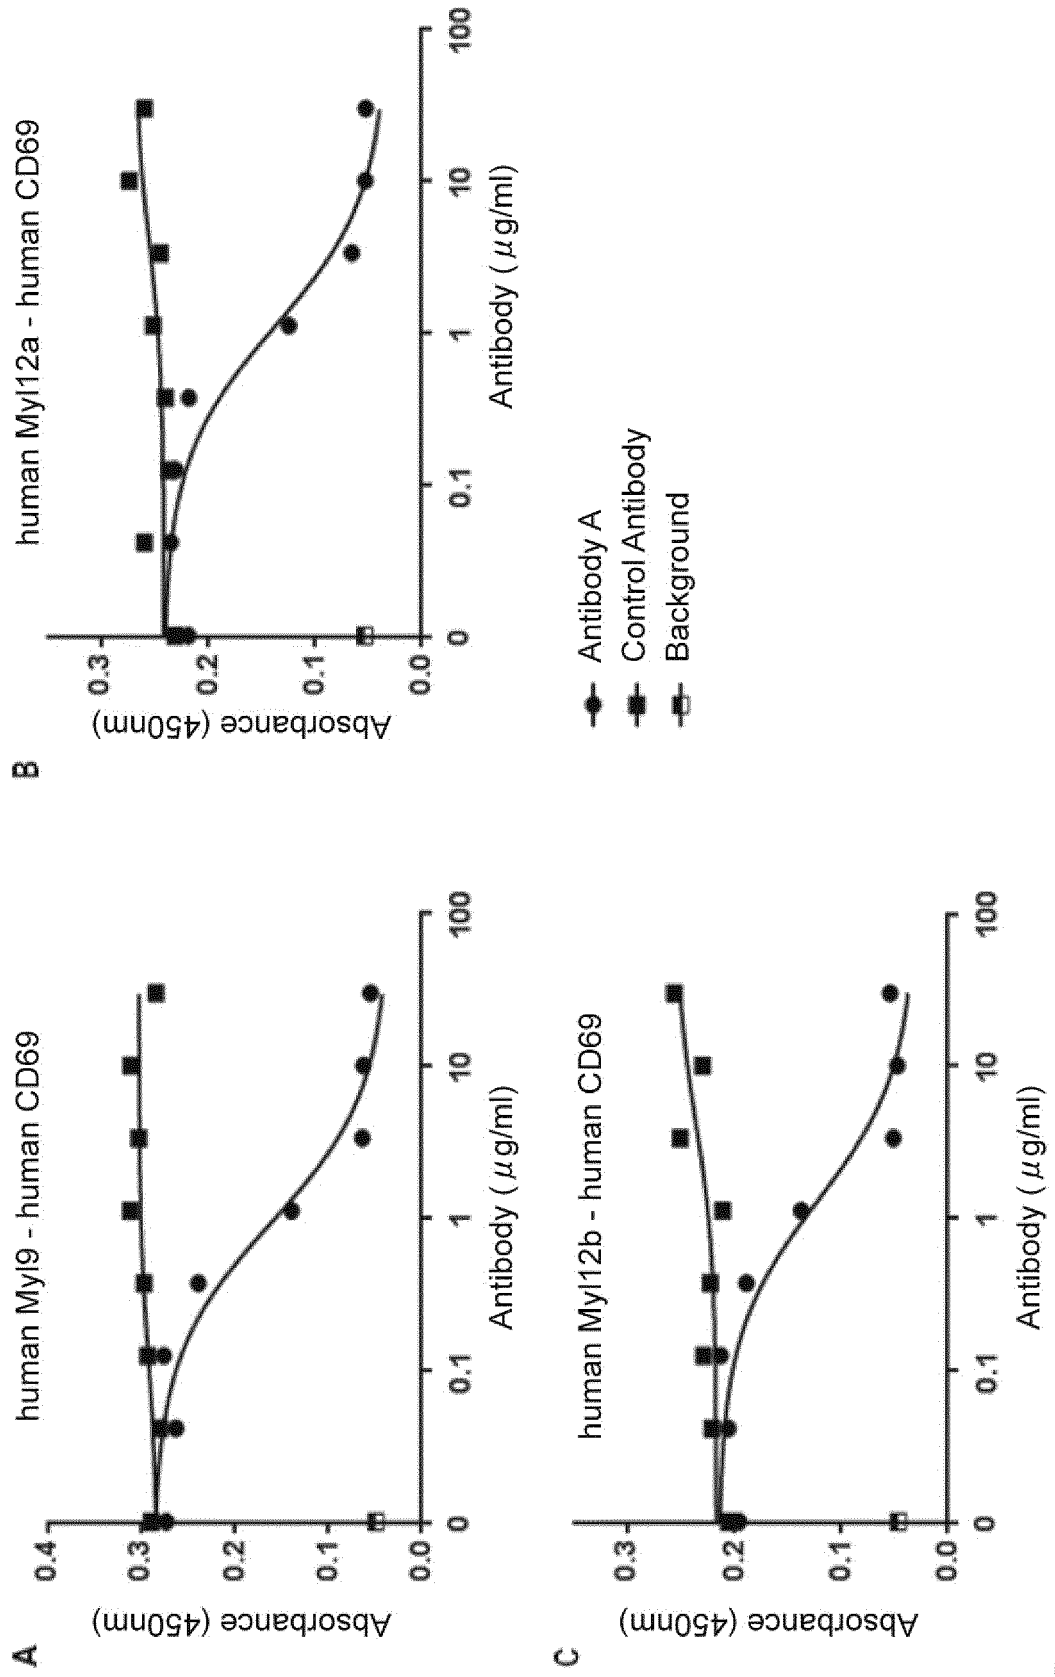 A
human Myl9 - human CD69
Absorbance (450nm)
0.4
0.3
0.2
0.1
0.0
0
0.1
1
10
100
Antibody (μg/ml)
B
human Myl12a - human CD69
Absorbance (450nm)
0.3
0.2
0.1
0.0
0
0.1
1
10
100
Antibody (μg/ml)
C
human Myl12b - human CD69
Absorbance (450nm)
0.3
0.2
0.1
0.0
0
0.1
1
10
100
Antibody (μg/ml)
Antibody A
Control Antibody
Background